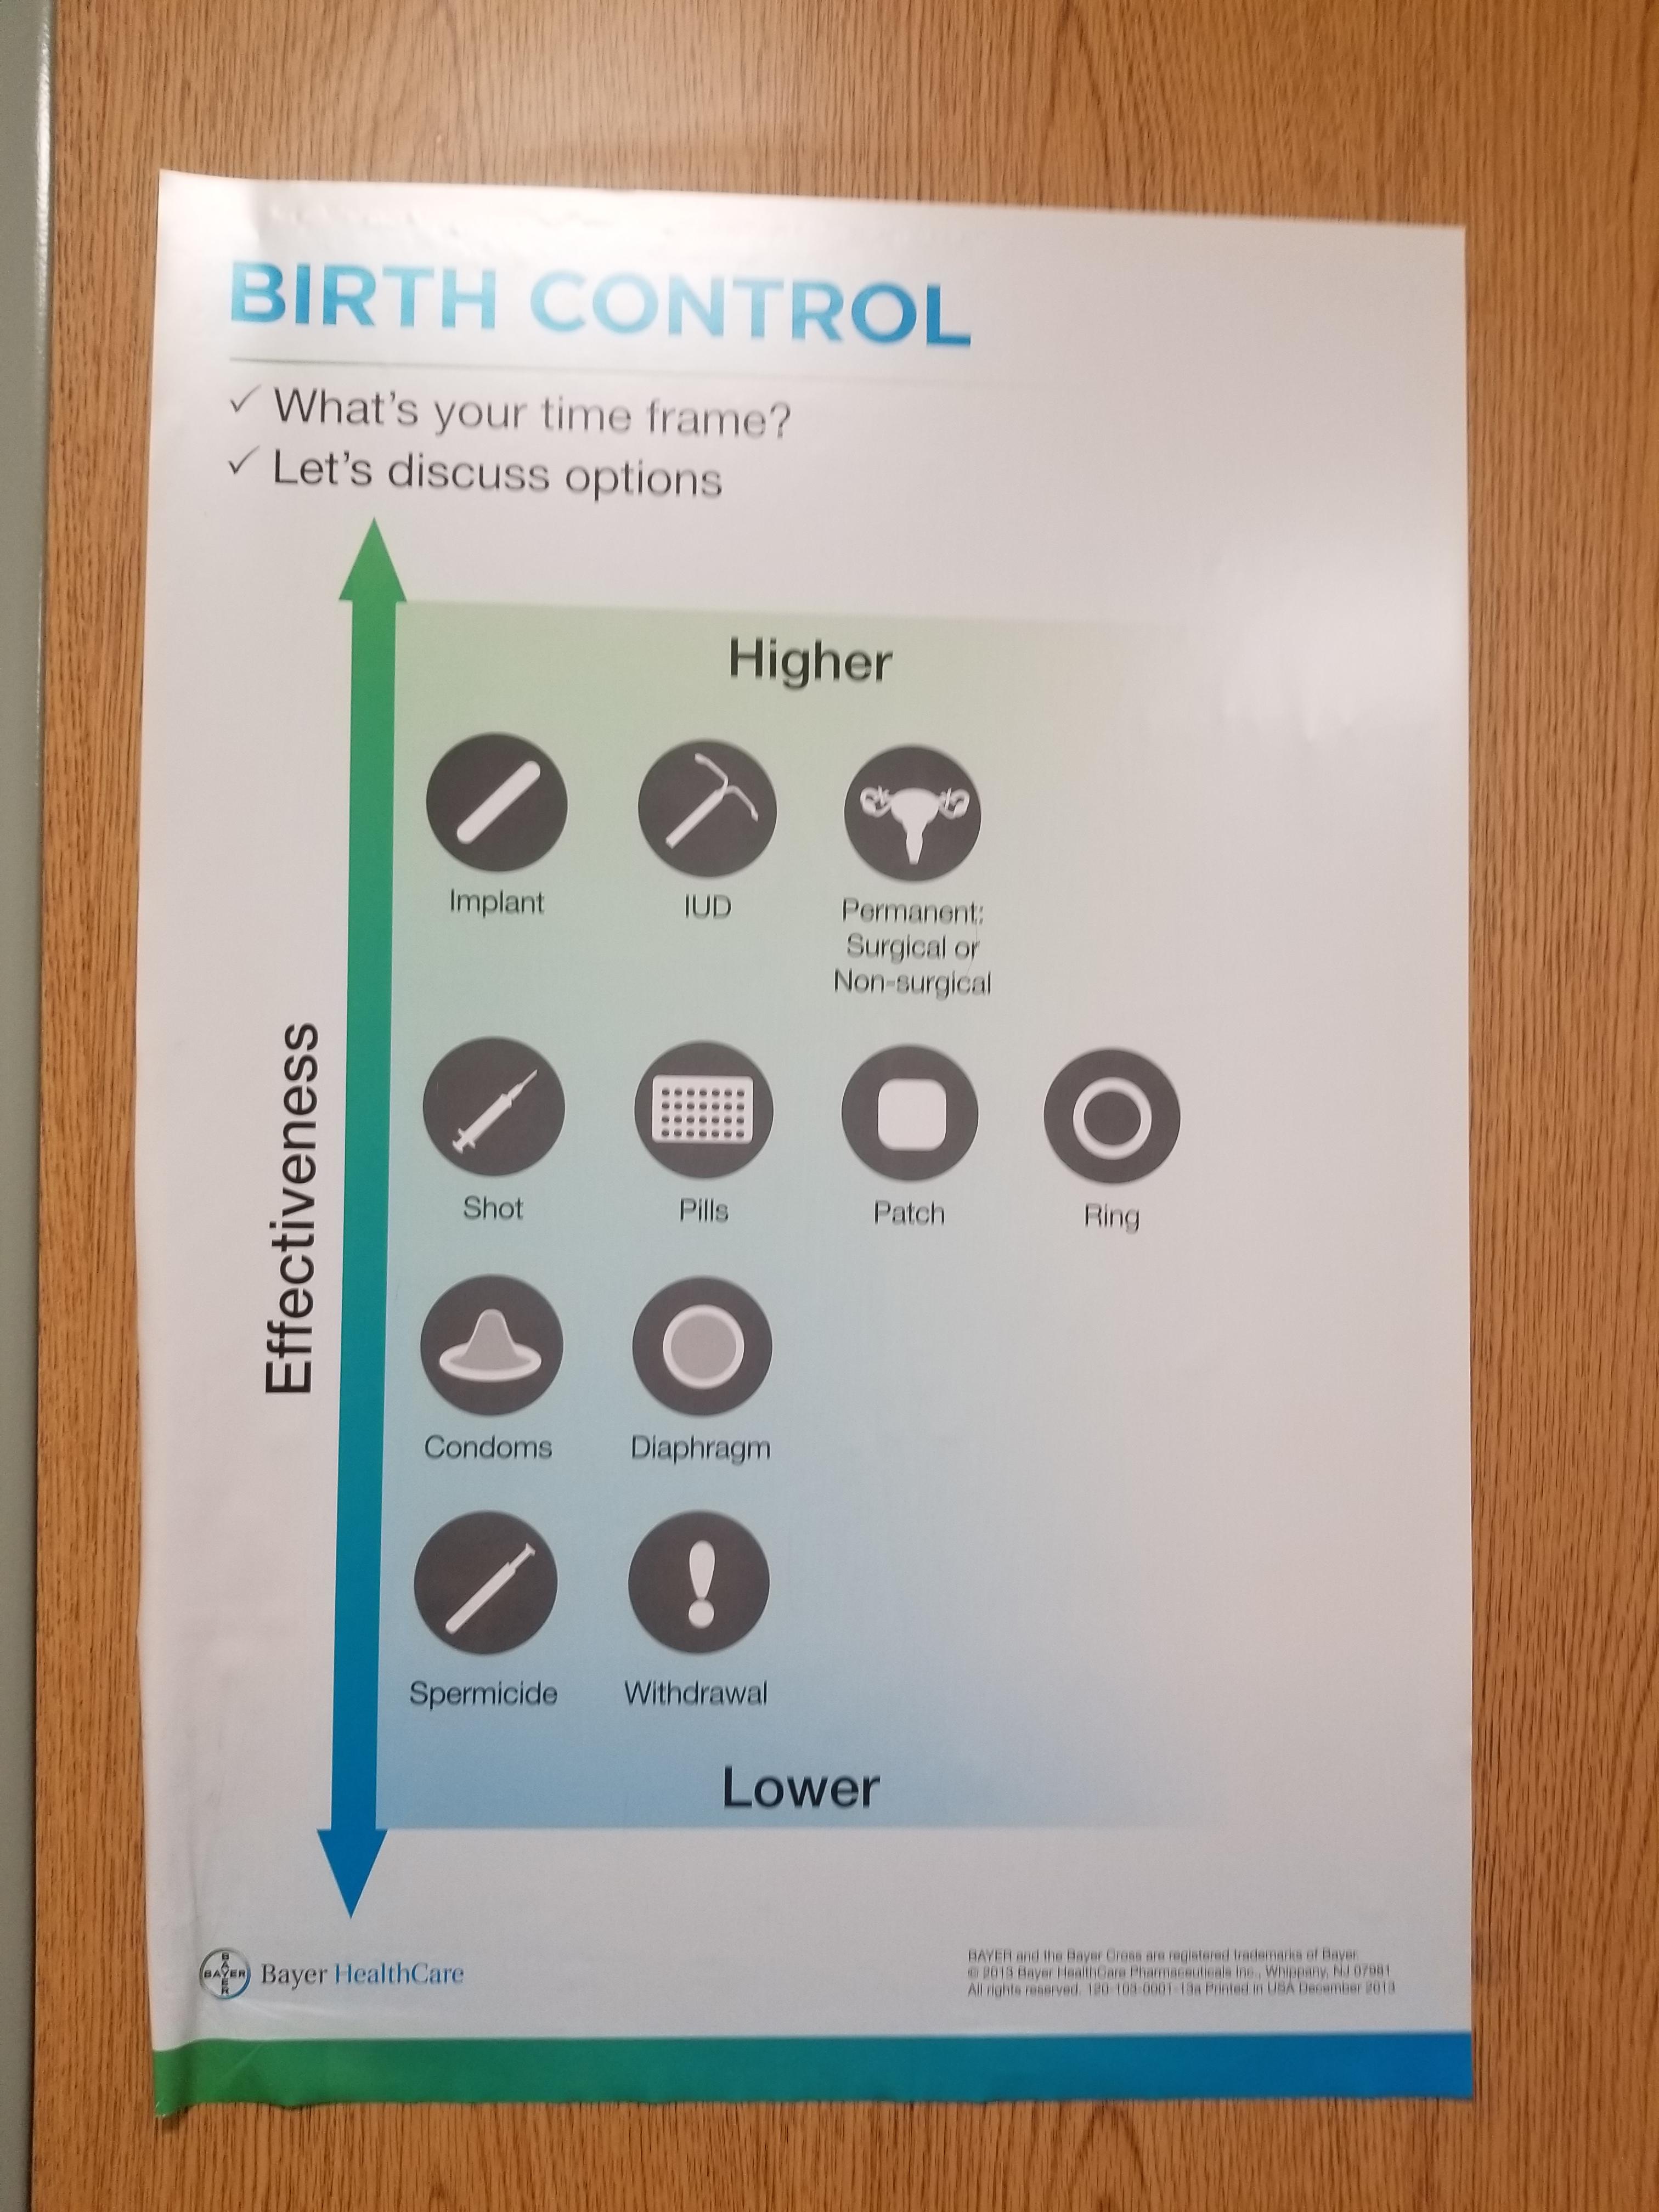 BIRTH CONTROL
✓ What's your time frame?
✓ Let's discuss options
Effectiveness
Higher
Implant
IUD
Permanent:
Surgical or
Non-surgical
Shot
Pills
Patch
Ring
Condoms
Diaphragm
Spermicide
Withdrawal
Lower
BAYER
BAYER
Bayer HealthCare
BAYER and the Bayer Cross are registered trademarks of Bayer.
© 2013 Bayer HealthCare Pharmaceuticals Inc., Whippany, NJ 07981
All rights reserved. 120-103-0001-13a Printed in USA December 2013